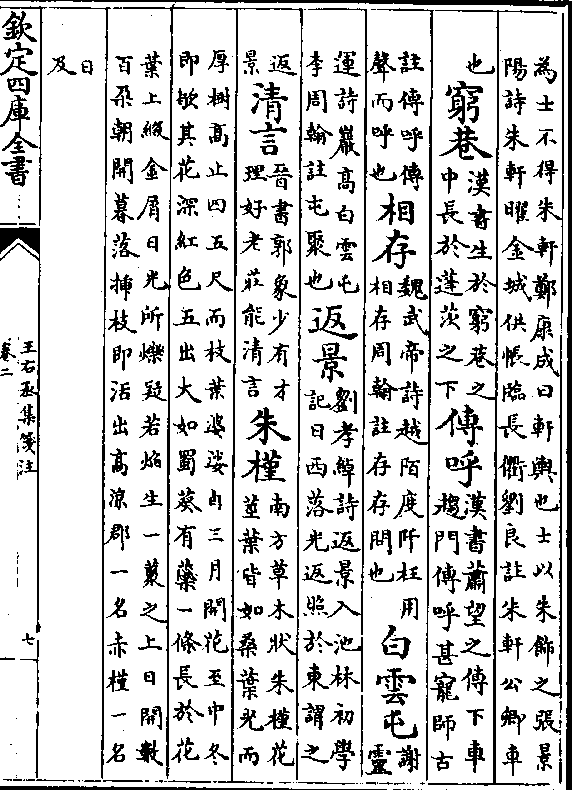 為士不得朱軒鄭康成曰軒輿也士以朱飾之張景
陽詩朱軒曜金城供帳臨長衢劉良註朱軒公卿車
也窮巷漢書生於窮巷之中長於蓬茨之下傳呼漢書蕭望之傳下車趨門傳呼甚寵師古
註傳呼傳聲而呼也相存魏武帝詩越陌度阡枉用相存周翰註存存問也白雲屯謝靈
運詩巖高白雲屯李周翰註屯聚也返景劉孝綽詩返景入池林初學記日西落光返照於東謂之
返景清言晉書郭象少有才理好老莊能清言朱槿南方草木狀朱槿花莖葉皆如桑葉光而
厚樹高止四五尺而枝葉婆娑自三月開花至中冬
即歇其花深紅色五出大如蜀葵有蘂一條長於花
葉上綴金屑日光所爍疑若焰生一叢之上日開數
百朶朝開暮落揷枝即活出高涼郡一名赤槿一名
日及
欽定四庫全書
王右丞集箋注
卷二
七